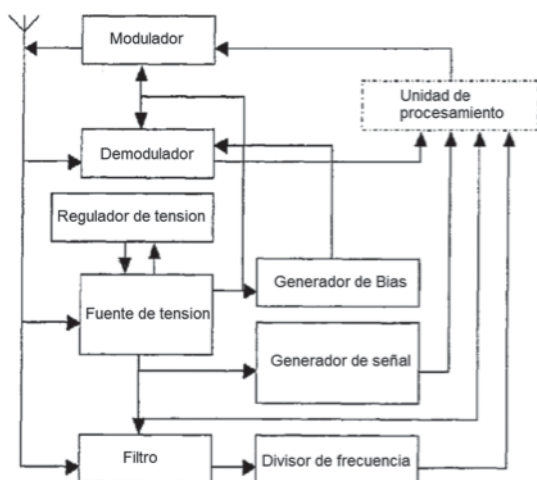 Modulador
Unidad de
procesamiento
Demodulador
Regulador de tension
Generador de Bias
Fuente de tension
Generador de señal
Filtro
Divisor de frecuencia